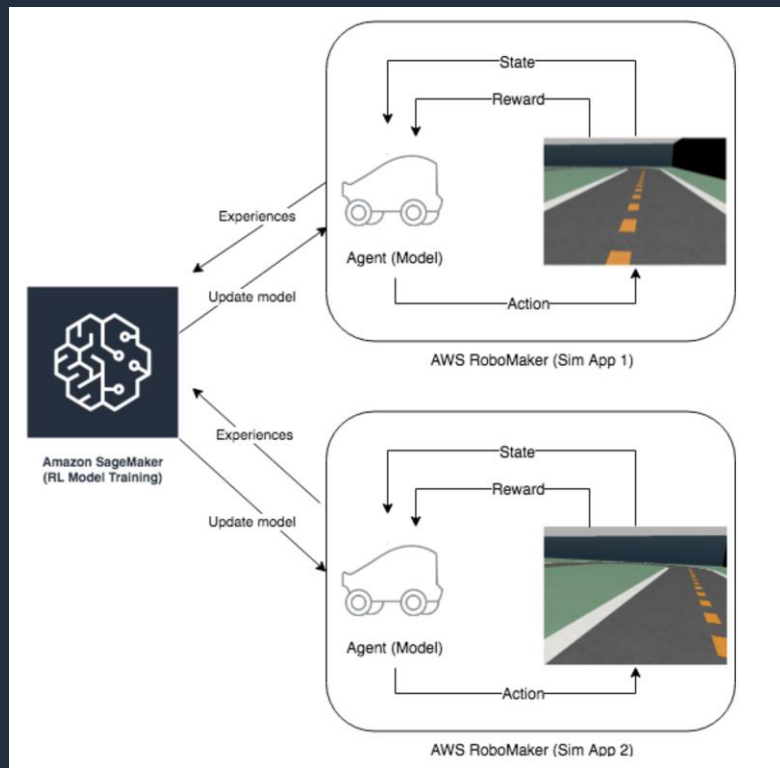 State
Reward
Experiences
Agent (Model)
Update model
Action
AWS RoboMaker (Sim App 1)
Amazon SageMaker
(RL Model Training)
Experiences
State
Reward
Update model
Agent (Model)
Action
AWS RoboMaker (Sim App 2)